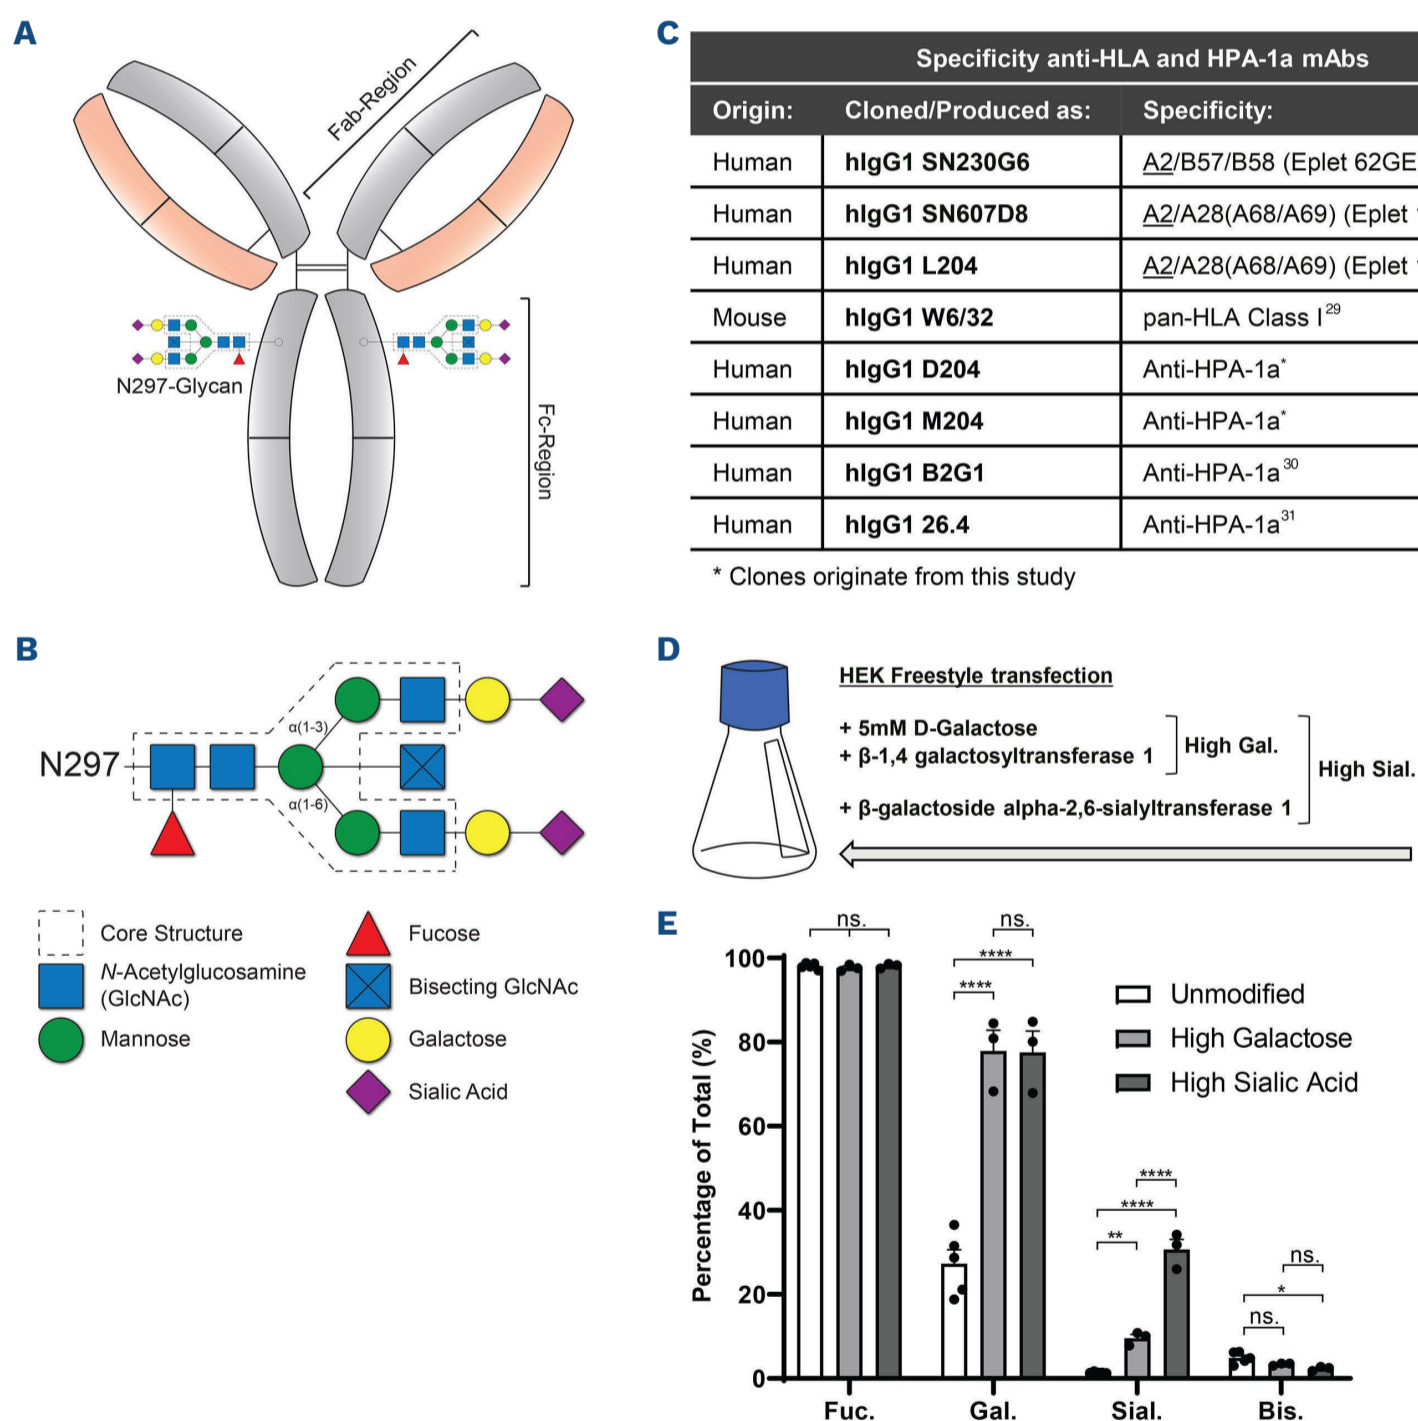 A
Fab-Region
N297-Glycan
Fc-Region
B
N297
α(1-3)
α(1-6)
Core Structure
N-Acetylglucosamine
(GlcNAc)
Mannose
Fucose
Bisecting GlcNAc
Galactose
Sialic Acid
C
Specificity anti-HLA and HPA-1a mAbs
Origin: Cloned/Produced as: Specificity:
Human hIgG1 SN230G6 A2/B57/B58 (Eplet 62GE
Human hIgG1 SN607D8 A2/A28(A68/A69) (Eplet
Human hIgG1 L204 A2/A28(A68/A69) (Eplet
Mouse hIgG1 W6/32 pan-HLA Class I29
Human hIgG1 D204 Anti-HPA-1a*
Human hIgG1 M204 Anti-HPA-1a*
Human hIgG1 B2G1 Anti-HPA-1a30
Human hIgG1 26.4 Anti-HPA-1a31
* Clones originate from this study
D
HEK Freestyle transfection
+ 5mM D-Galactose
+ β-1,4 galactosyltransferase 1
High Gal.
+ β-galactoside alpha-2,6-sialyltransferase 1
High Sial.
E
Percentage of Total (%)
100
80
60
40
20
0
ns.
ns.
****
****
****
****
**
ns.
*
ns.
Unmodified
High Galactose
High Sialic Acid
Fuc. Gal. Sial. Bis.